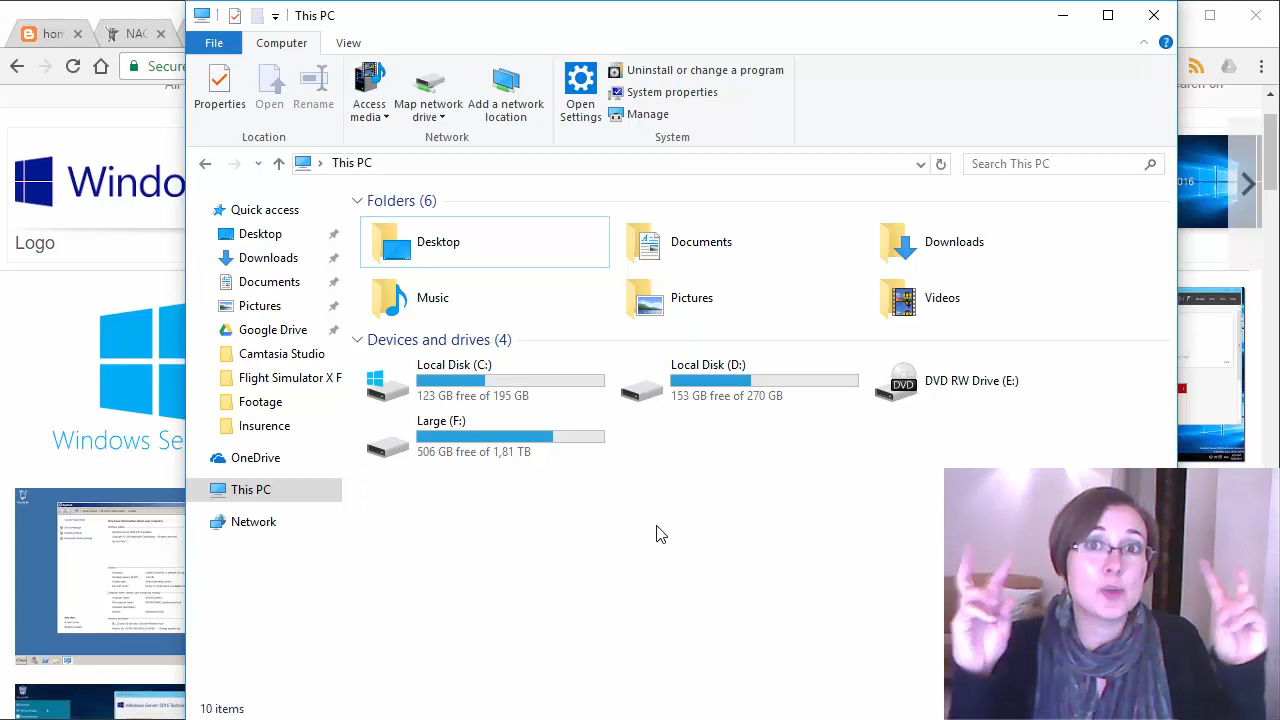 This PC
hom
NAC
File
Computer
View
Secure
Properties
Open
Rename
Access media
Map network drive
Add a network location
Open Settings
Uninstall or change a program
System properties
Manage
Location
Network
System
This PC
Search This PC
Windo
Logo
Windows Se
2016
Quick access
Desktop
Downloads
Documents
Pictures
Google Drive
Camtasia Studio
Flight Simulator X F
Footage
Insurence
OneDrive
This PC
Network
Folders (6)
Desktop
Documents
Downloads
Music
Pictures
Videos
Devices and drives (4)
Local Disk (C:)
123 GB free of 195 GB
Local Disk (D:)
153 GB free of 270 GB
DVD
DVD RW Drive (E:)
Large (F:)
506 GB free of 1,81 TB
10 items